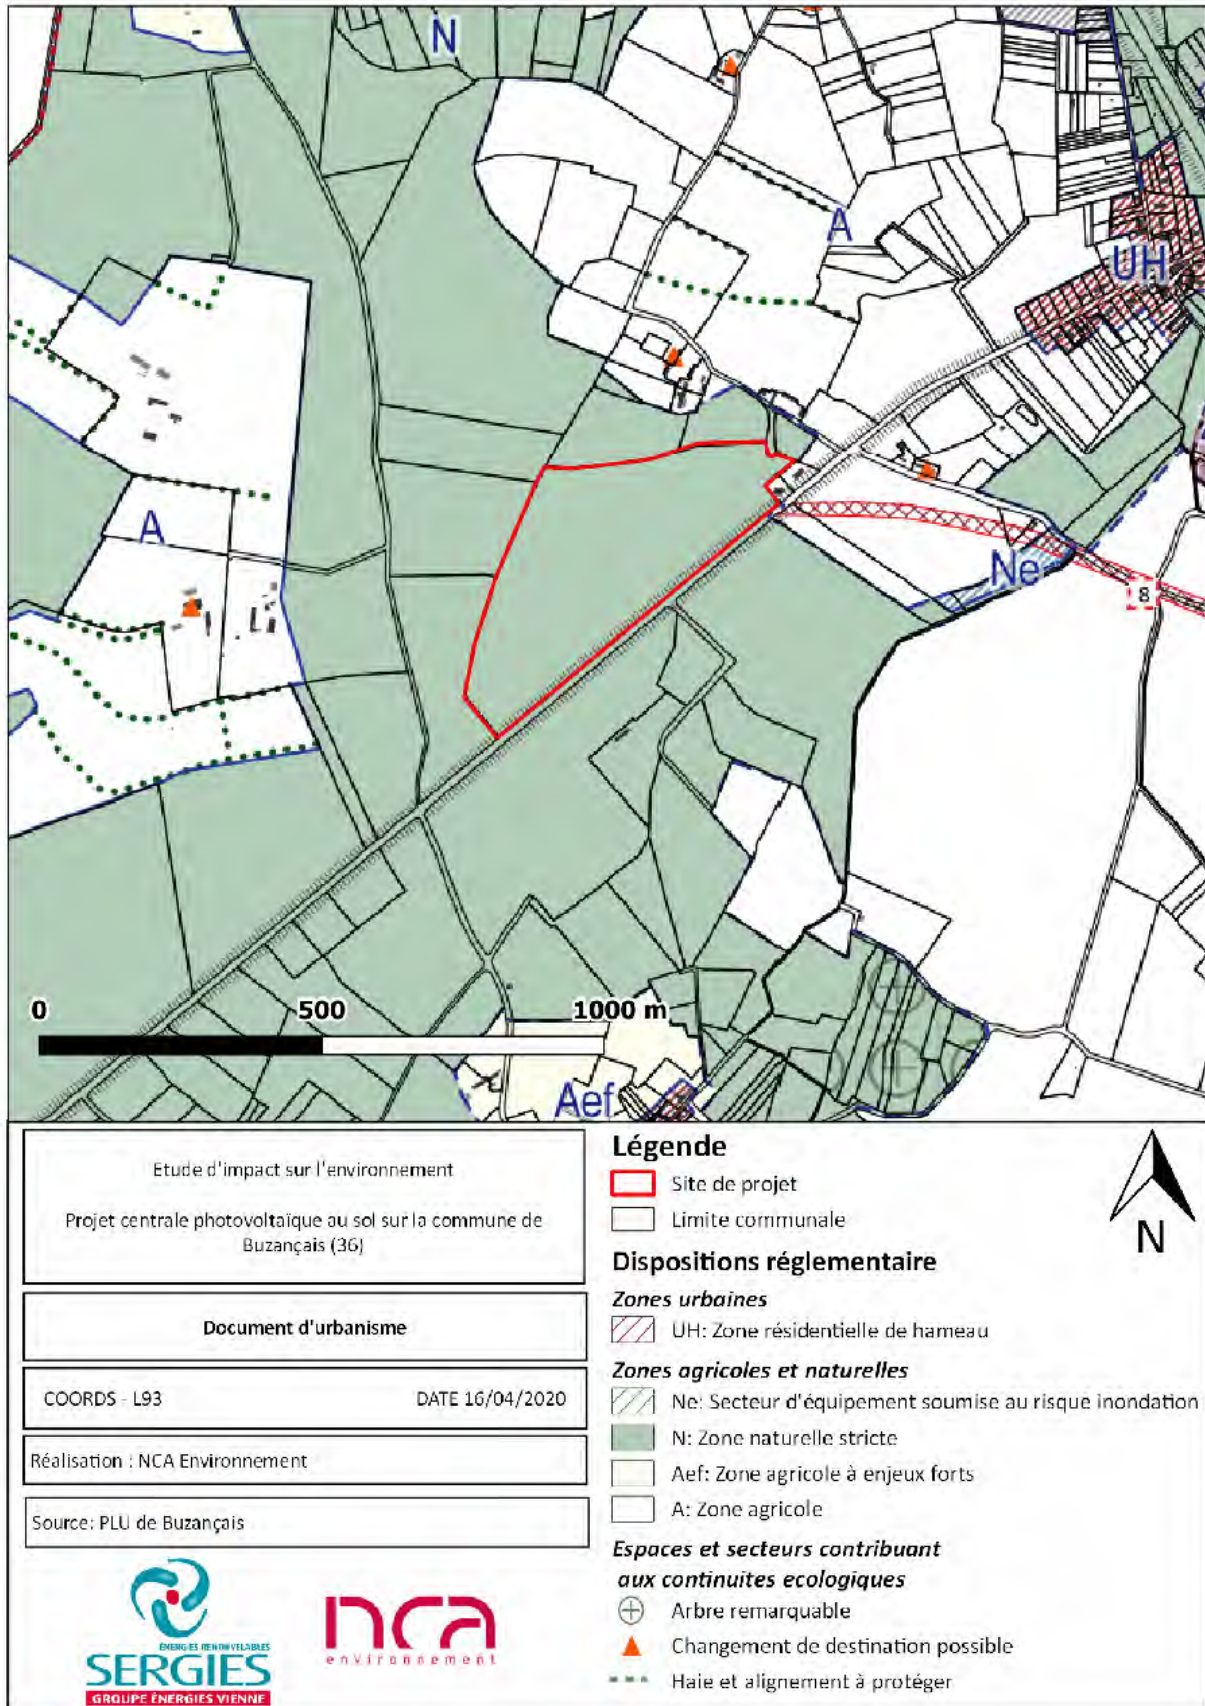 N
A
UH
A
Ne
8
0 500 1000 m
Aef
Etude d'impact sur l'environnement
Projet centrale photovoltaïque au sol sur la commune de
Buzançais (36)
Document d'urbanisme
COORDS - L93 DATE 16/04/2020
Réalisation : NCA Environnement
Source: PLU de Buzançais
ÉNERGIES RENOUVELABLES
SERGIES
GROUPE ÉNERGIES VIENNE
nca
environnement
Légende
Site de projet
Limite communale
N
Dispositions réglementaire
Zones urbaines
UH: Zone résidentielle de hameau
Zones agricoles et naturelles
Ne: Secteur d'équipement soumise au risque inondation
N: Zone naturelle stricte
Aef: Zone agricole à enjeux forts
A: Zone agricole
Espaces et secteurs contribuant
aux continuites ecologiques
Arbre remarquable
Changement de destination possible
Haie et alignement à protéger